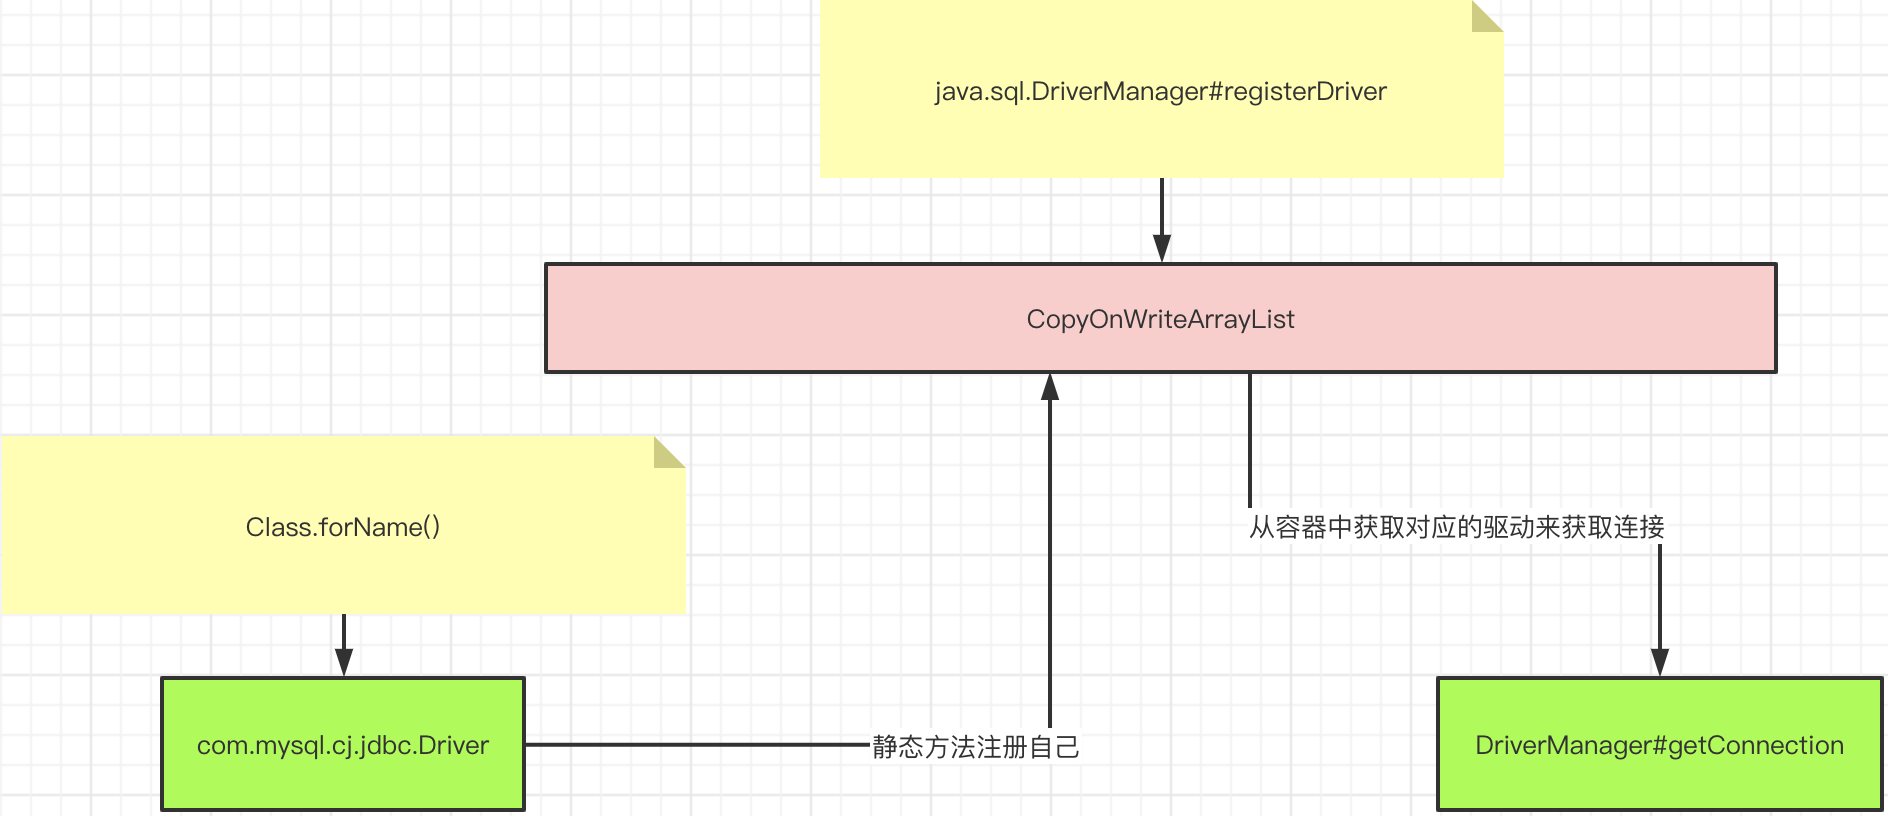 java.sql.DriverManager#registerDriver
CopyOnWriteArrayList
Class.forName()
从容器中获取对应的驱动来获取连接
com.mysql.cj.jdbc.Driver
静态方法注册自己
DriverManager#getConnection